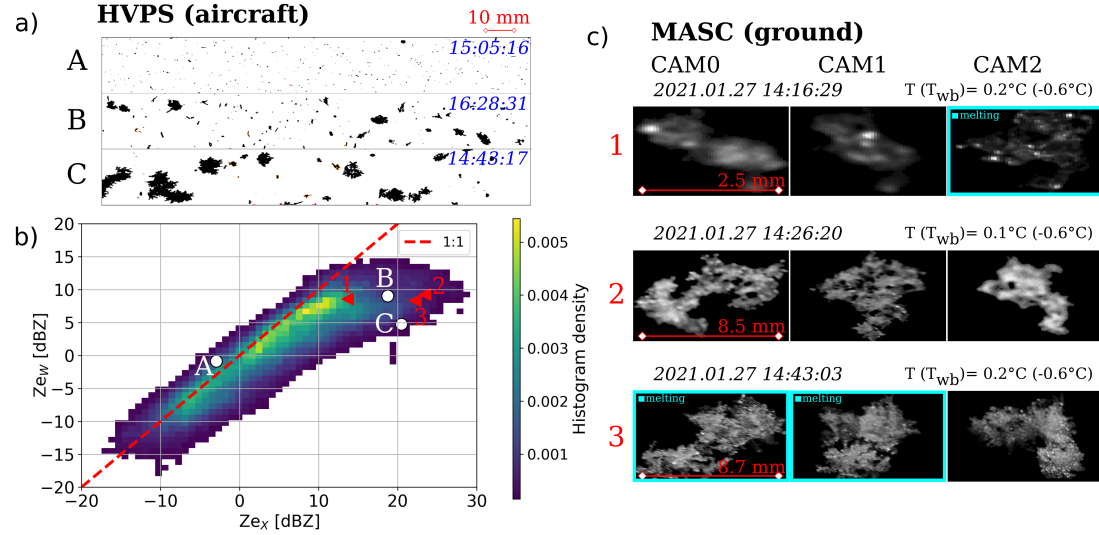 a)
HVPS (aircraft)
10 mm
A
15:05:16
B
16:28:31
C
14:43:17
b)
20
15
10
5
0
−5
−10
−15
−20
Ze_W [dBZ]
−20
−10
0
10
20
30
Ze_X [dBZ]
1:1
A
B
C
1
2
3
0.005
0.004
0.003
0.002
0.001
Histogram density
c)
MASC (ground)
CAM0 CAM1 CAM2
2021.01.27 14:16:29 T (T_wb)= 0.2°C (-0.6°C)
1
2.5 mm
melting
2021.01.27 14:26:20 T (T_wb)= 0.1°C (-0.6°C)
2
8.5 mm
2021.01.27 14:43:03 T (T_wb)= 0.2°C (-0.6°C)
3
melting
melting
8.7 mm